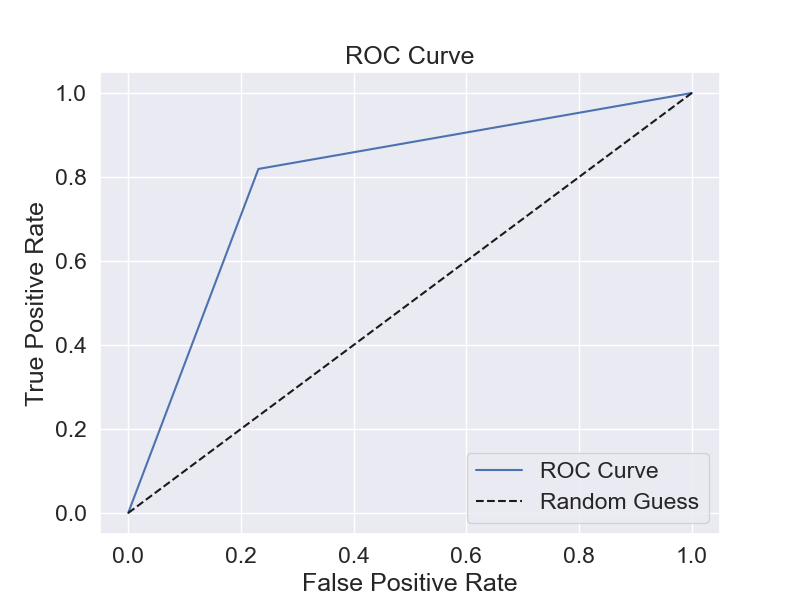 ROC Curve
True Positive Rate
1.0
0.8
0.6
0.4
0.2
0.0
ROC Curve
Random Guess
0.0 0.2 0.4 0.6 0.8 1.0
False Positive Rate